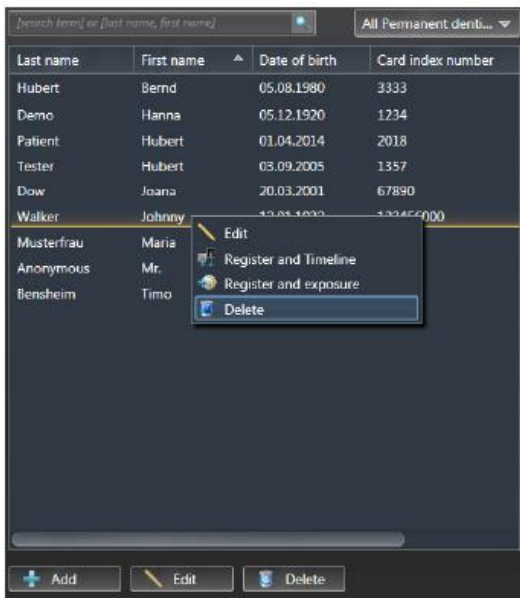 [search term] or [last name, first name] All Permanent denti...
Last name First name Date of birth Card index number
Hubert Bernd 05.08.1980 3333
Demo Hanna 05.12.1920 1234
Patient Hubert 01.04.2014 2018
Tester Hubert 03.09.2005 1357
Dow Joana 20.03.2001 67890
Walker Johnny
Edit
Musterfrau Maria
Register and Timeline
Anonymous Mr.
Register and exposure
Bensheim Timo
Delete
Add Edit Delete